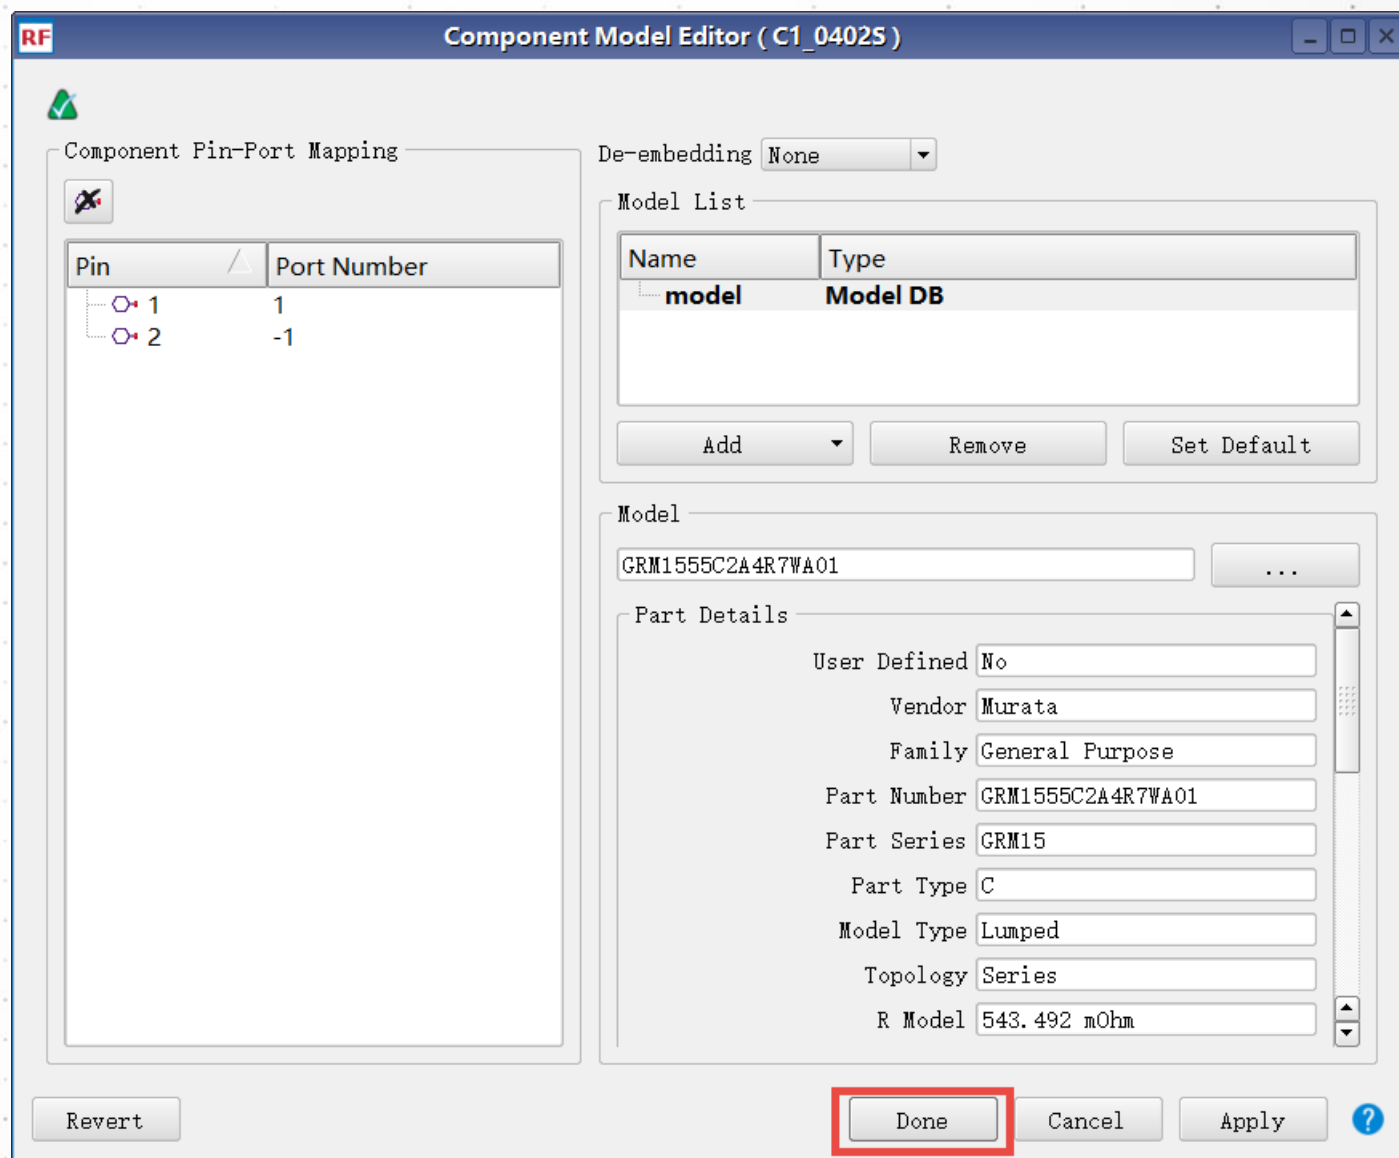 RF
Component Model Editor ( C1_0402S )
Component Pin-Port Mapping
Pin Port Number
1 1
2 -1
De-embedding None
Model List
Name Type
model Model DB
Add Remove Set Default
Model
GRM1555C2A4R7WA01 ...
Part Details
User Defined No
Vendor Murata
Family General Purpose
Part Number GRM1555C2A4R7WA01
Part Series GRM15
Part Type C
Model Type Lumped
Topology Series
R Model 543.492 mOhm
Revert Done Cancel Apply ?